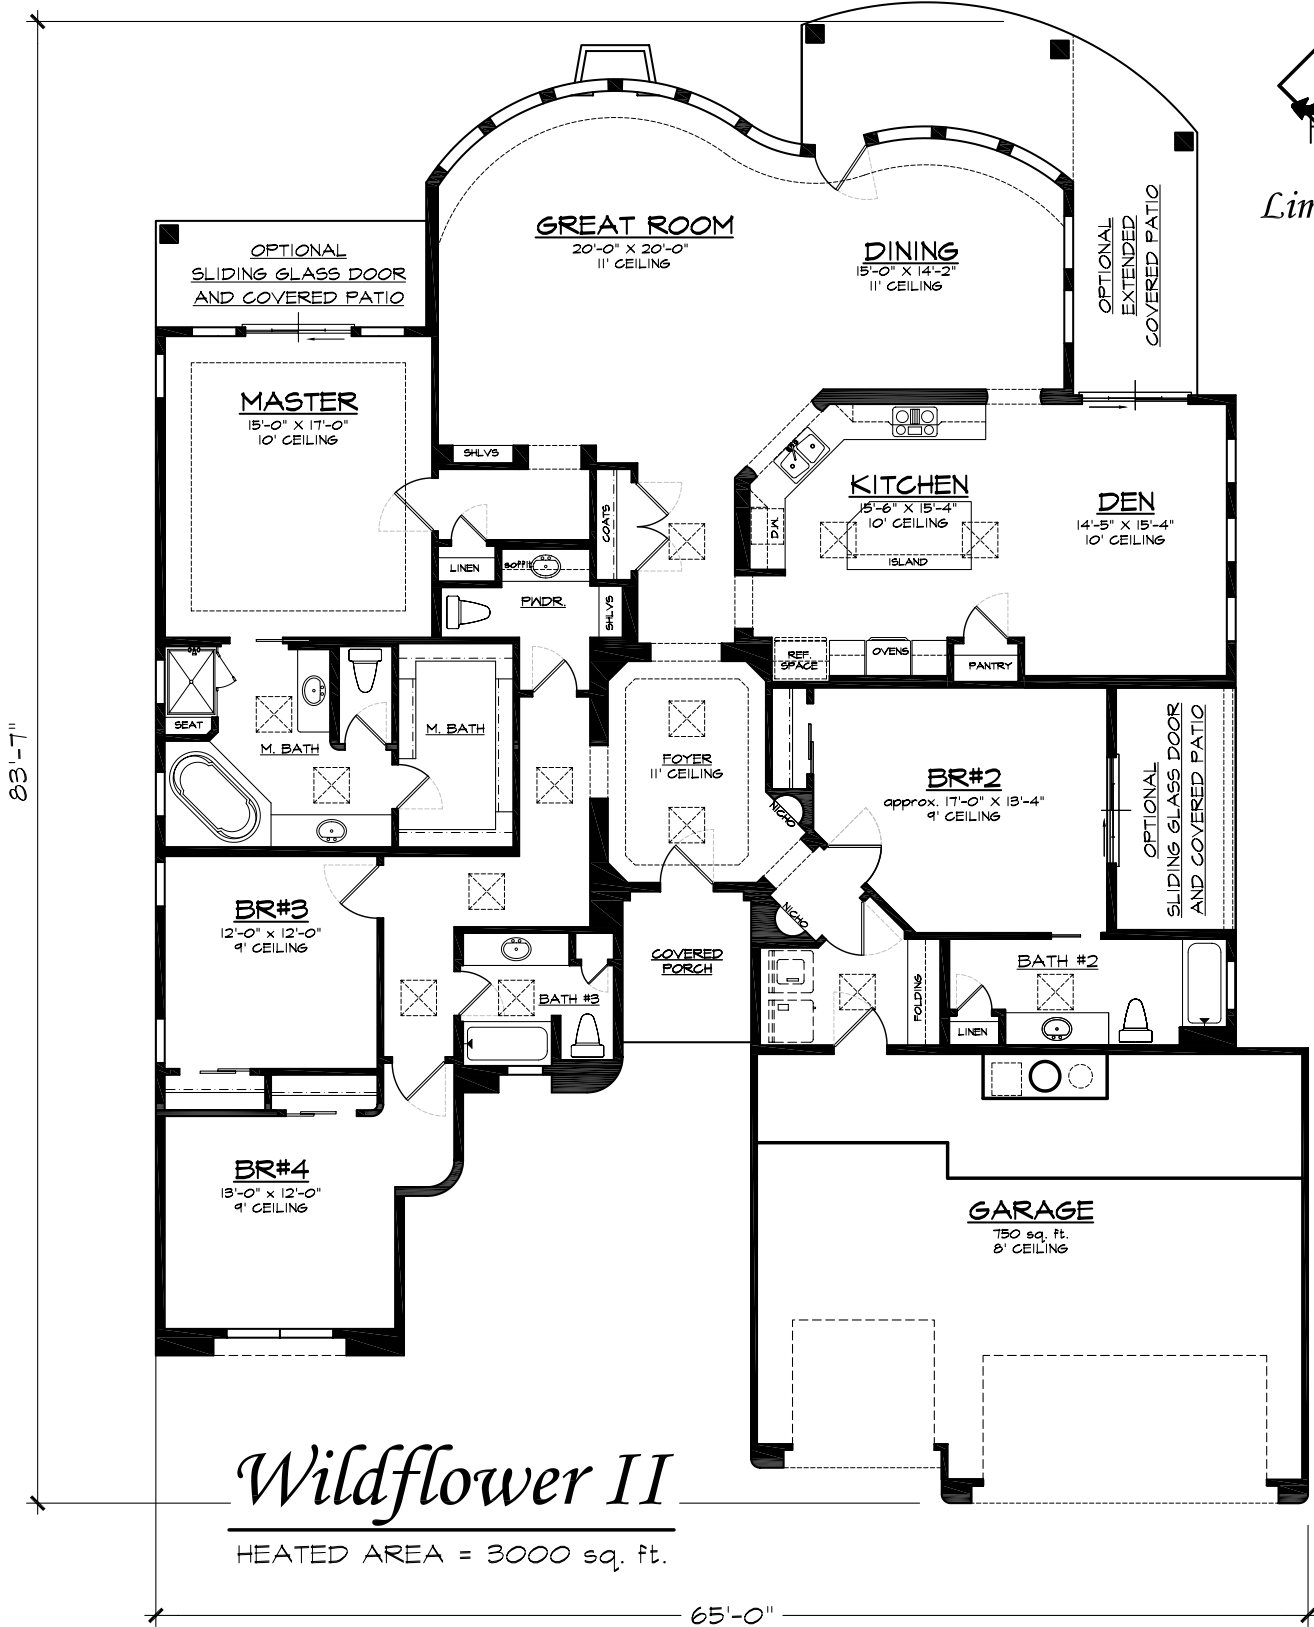 Lim
GREAT ROOM
20'-0" X 20'-0"
11' CEILING
DINING
15'-0" X 14'-2"
11' CEILING
OPTIONAL
EXTENDED
COVERED PATIO
OPTIONAL
SLIDING GLASS DOOR
AND COVERED PATIO
MASTER
15'-0" X 17'-0"
10' CEILING
SHLVS
COATS
KITCHEN
15'-6" X 15'-4"
10' CEILING
D.W.
ISLAND
DEN
14'-5" X 15'-4"
10' CEILING
LINEN
SOFFIT
PWDR.
SHLVS
REF.
SPACE
OVENS
PANTRY
SEAT
M. BATH
M. BATH
FOYER
11' CEILING
NICHO
BR#2
approx. 17'-0" X 13'-4"
9' CEILING
OPTIONAL
SLIDING GLASS DOOR
AND COVERED PATIO
83'-7"
BR#3
12'-0" x 12'-0"
9' CEILING
NICHO
COVERED
PORCH
BATH #3
FOLDING
BATH #2
LINEN
BR#4
13'-0" x 12'-0"
9' CEILING
GARAGE
750 sq. ft.
8' CEILING
Wildflower II
HEATED AREA = 3000 sq. ft.
65'-0"